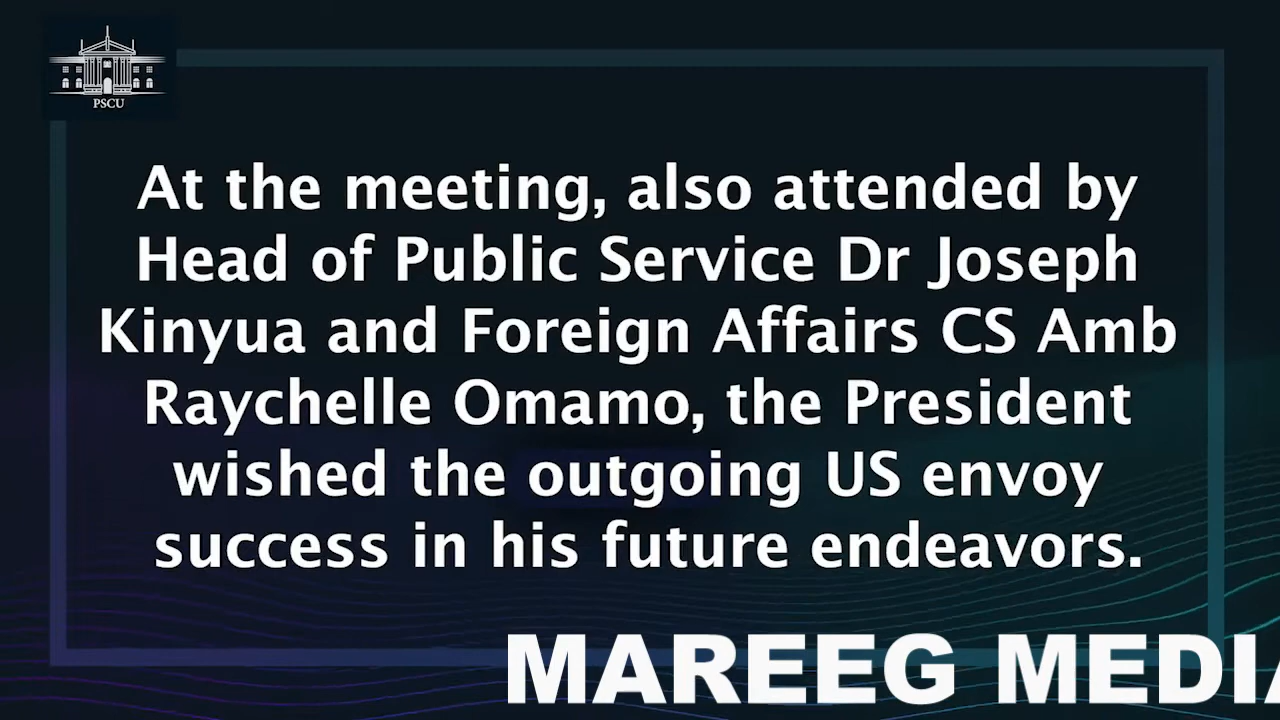 PSCU
At the meeting, also attended by
Head of Public Service Dr Joseph
Kinyua and Foreign Affairs CS Amb
Raychelle Omamo, the President
wished the outgoing US envoy
success in his future endeavors.
MAREEG MEDIA